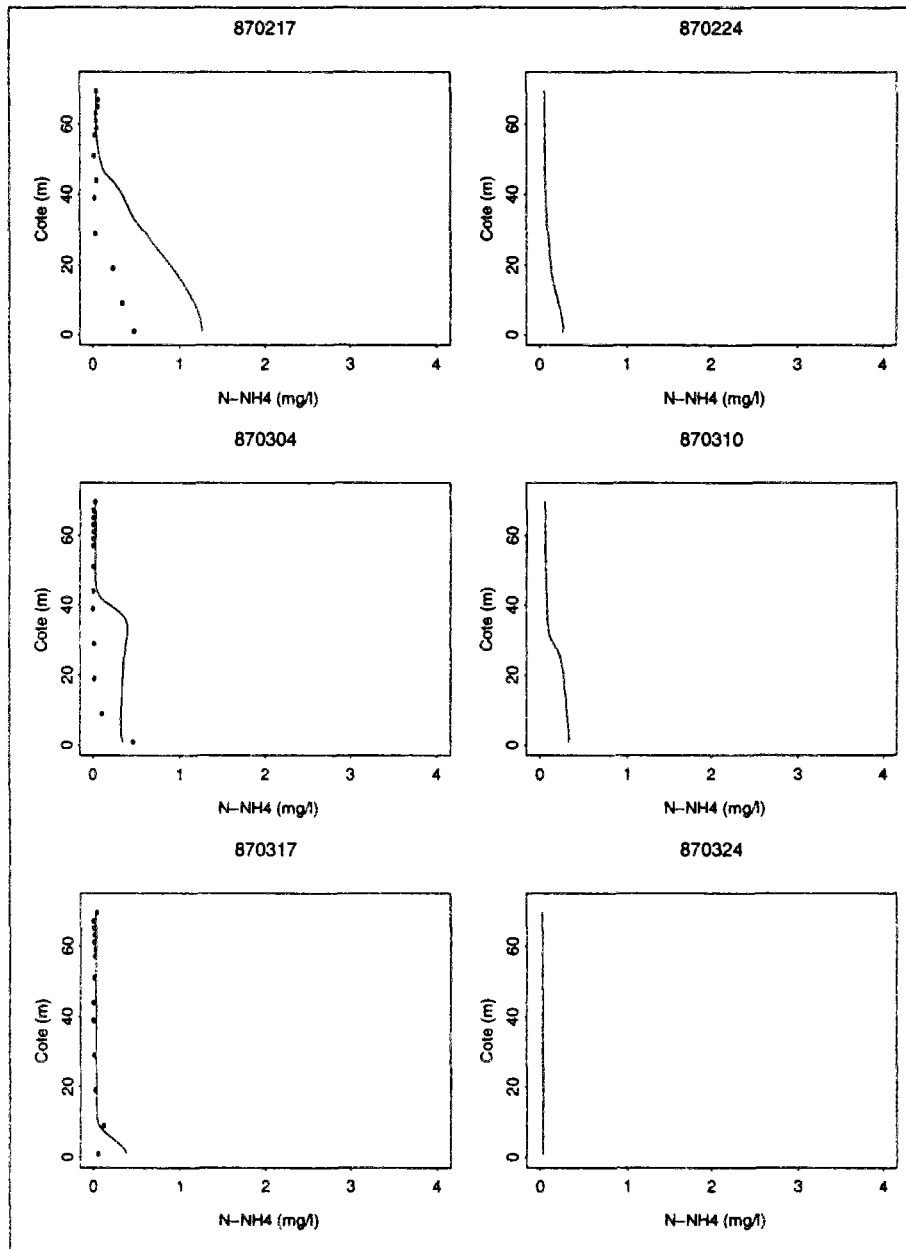 870217
870224
Cote (m)
0 20 40 60
0 1 2 3 4
N-NH4 (mg/l)
Cote (m)
0 20 40 60
0 1 2 3 4
N-NH4 (mg/l)
870304
870310
Cote (m)
0 20 40 60
0 1 2 3 4
N-NH4 (mg/l)
Cote (m)
0 20 40 60
0 1 2 3 4
N-NH4 (mg/l)
870317
870324
Cote (m)
0 20 40 60
0 1 2 3 4
N-NH4 (mg/l)
Cote (m)
0 20 40 60
0 1 2 3 4
N-NH4 (mg/l)